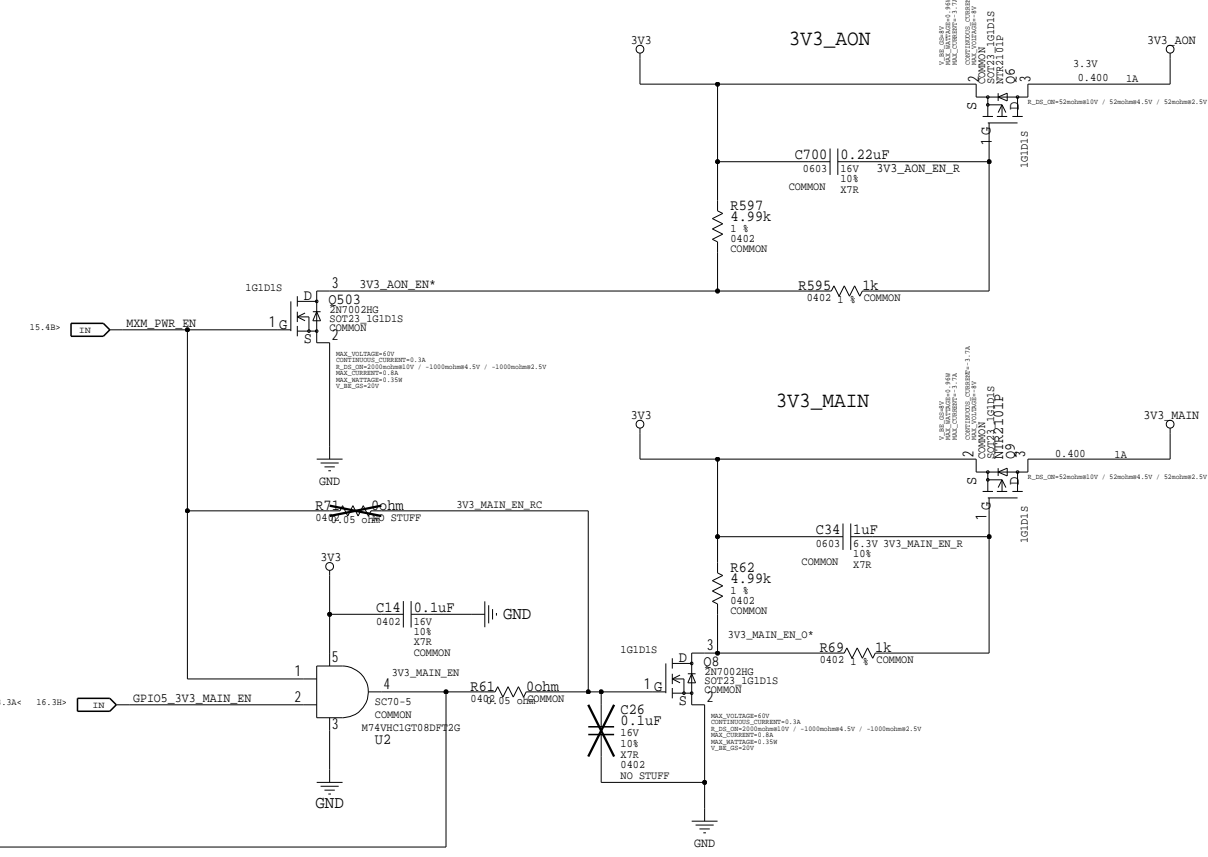 3V3_AON
3V3
3V3_AON
V_BE_GS=8V
MAX_WATTAGE=0.96W
COMMON
SOT23_1G1D1S
NTR2101P
Q6
2
3
S
D
G
1
1G1D1S
3.3V
0.400
1A
R_DS_ON=52mohm@10V / 52mohm@4.5V / 52mohm@2.5V
C700
0.22uF
0603
16V
10%
X7R
COMMON
3V3_AON_EN_R
R597
4.99k
1 %
0402
COMMON
R595
1k
0402
1 %
COMMON
15.4B>
IN
MXM_PWR_EN
1G1D1S
3
3V3_AON_EN*
D
1
G
S
2
Q503
2N7002HG
SOT23_1G1D1S
COMMON
MAX_VOLTAGE=60V
CONTINUOUS_CURRENT=0.3A
R_DS_ON=2000mohm@10V / -1000mohm@4.5V / -1000mohm@2.5V
MAX_CURRENT=0.8A
MAX_WATTAGE=0.35W
V_BE_GS=20V
GND
3V3_MAIN
3V3
3V3_MAIN
V_BE_GS=8V
MAX_WATTAGE=0.96W
MAX_CURRENT=-3.7A
CONTINUOUS_CURRENT=-3.7A
MAX_VOLTAGE=-8V
COMMON
SOT23_1G1D1S
NTR2101P
Q9
2
3
S
D
G
1
1G1D1S
0.400
1A
R_DS_ON=52mohm@10V / 52mohm@4.5V / 52mohm@2.5V
C34
1uF
0603
6.3V
10%
X7R
COMMON
3V3_MAIN_EN_R
R62
4.99k
1 %
0402
COMMON
R69
1k
0402
1 %
COMMON
R71
0ohm
0402
0.05 ohm
NO STUFF
3V3_MAIN_EN_RC
3V3
C14
0.1uF
0402
16V
10%
X7R
COMMON
GND
5
1
2
3
4
3V3_MAIN_EN
SC70-5
COMMON
M74VHC1GT08DFT2G
U2
GND
16.3H>
IN
GPIO5_3V3_MAIN_EN
R61
0ohm
0402
0.05 ohm
COMMON
C26
0.1uF
16V
10%
X7R
0402
NO STUFF
1G1D1S
3
3V3_MAIN_EN_O*
D
1
G
S
2
Q8
2N7002HG
SOT23_1G1D1S
COMMON
MAX_VOLTAGE=60V
CONTINUOUS_CURRENT=0.3A
R_DS_ON=2000mohm@10V / -1000mohm@4.5V / -1000mohm@2.5V
MAX_CURRENT=0.8A
MAX_WATTAGE=0.35W
V_BE_GS=20V
GND